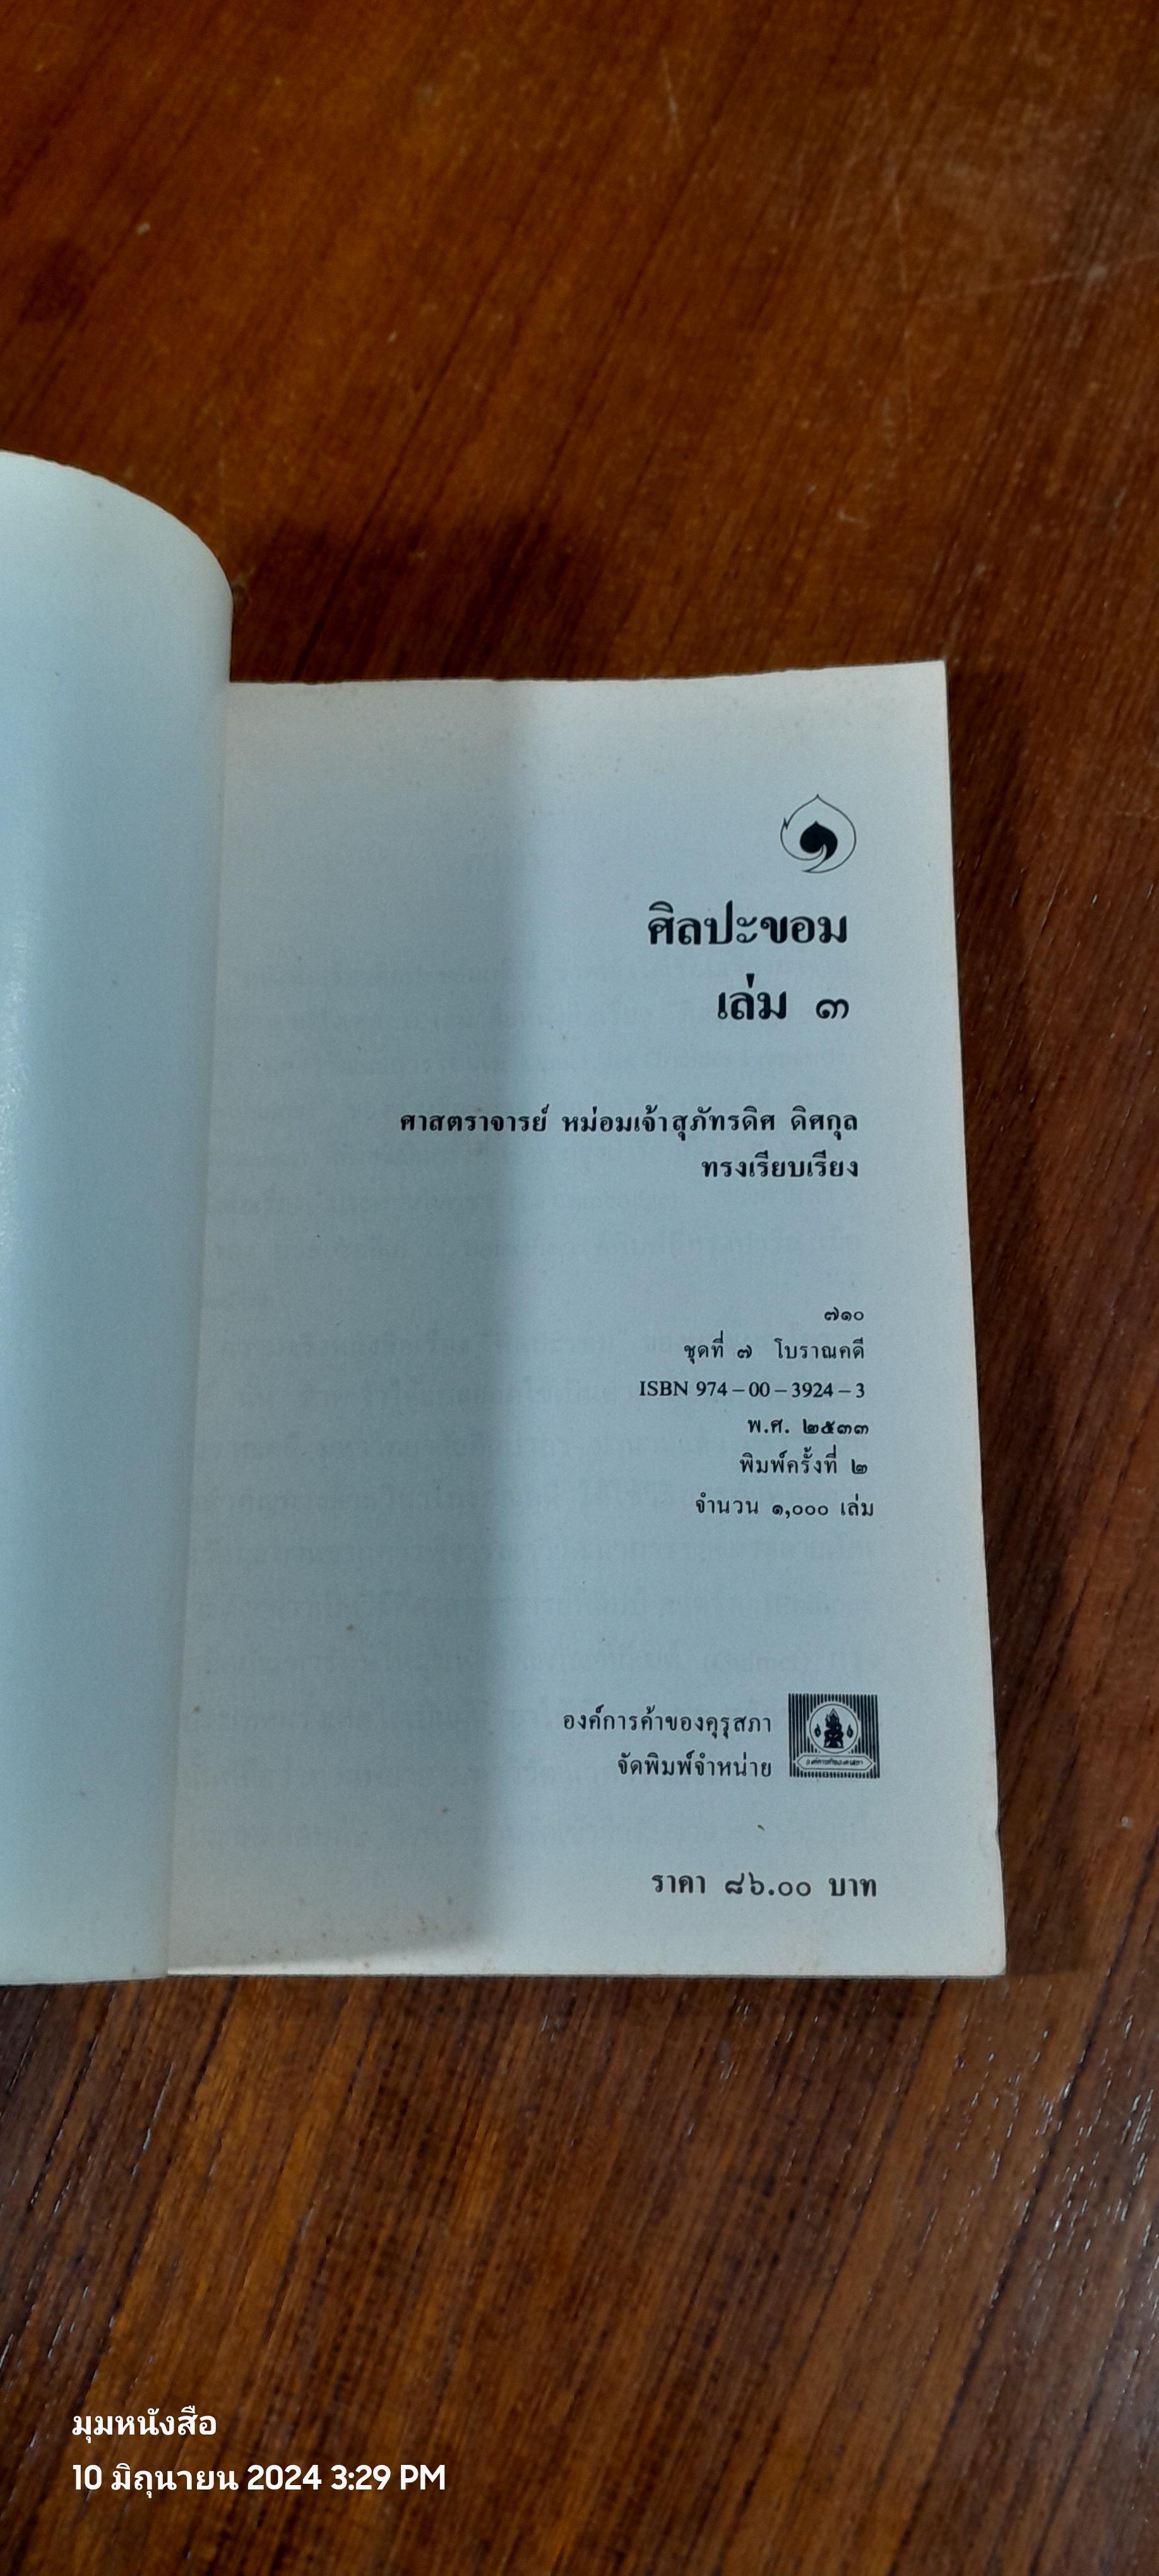 ศิลปะขอม
เล่ม ๓
ศาสตราจารย์ หม่อมเจ้าสุภัทรดิศ ดิศกุล
ทรงเรียบเรียง
๗๑๐
ชุดที่ ๗ โบราณคดี
ISBN 974 – 00 – 3924 – 3
พ.ศ. ๒๕๓๓
พิมพ์ครั้งที่ ๒
จำนวน ๑,๐๐๐ เล่ม
องค์การค้าของคุรุสภา
จัดพิมพ์จำหน่าย
ราคา ๘๖.๐๐ บาท
มุมหนังสือ
10 มิถุนายน 2024 3:29 PM